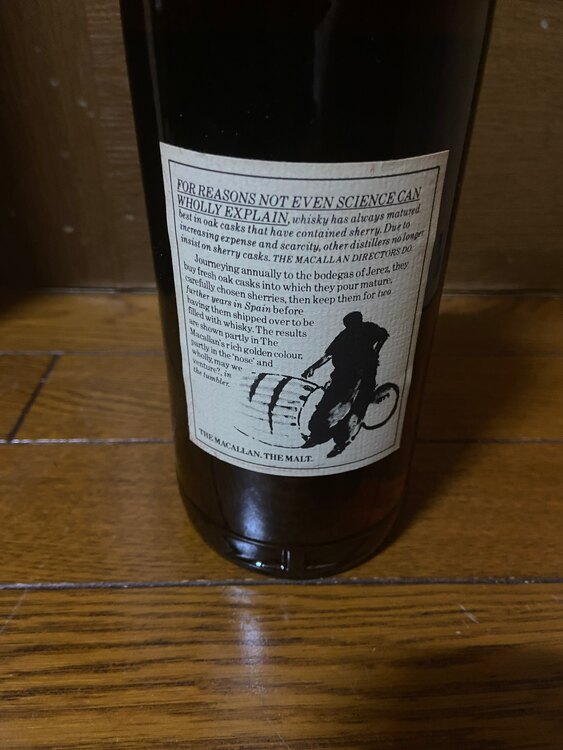 FOR REASONS NOT EVEN SCIENCE CAN
WHOLLY EXPLAIN, whisky has always matured
best in oak casks that have contained sherry. Due to
increasing expense and scarcity, other distillers no longer
insist on sherry casks. THE MACALLAN DIRECTORS DO.
Journeying annually to the bodegas of Jerez, they
buy fresh oak casks into which they pour mature,
carefully chosen sherries, then keep them for two
further years in Spain before
having them shipped over to be
filled with whisky. The results
are shown partly in The
Macallan's rich golden colour,
partly in the 'nose' and
wholly, may we
venture?, in
the tumbler.
THE MACALLAN. THE MALT.